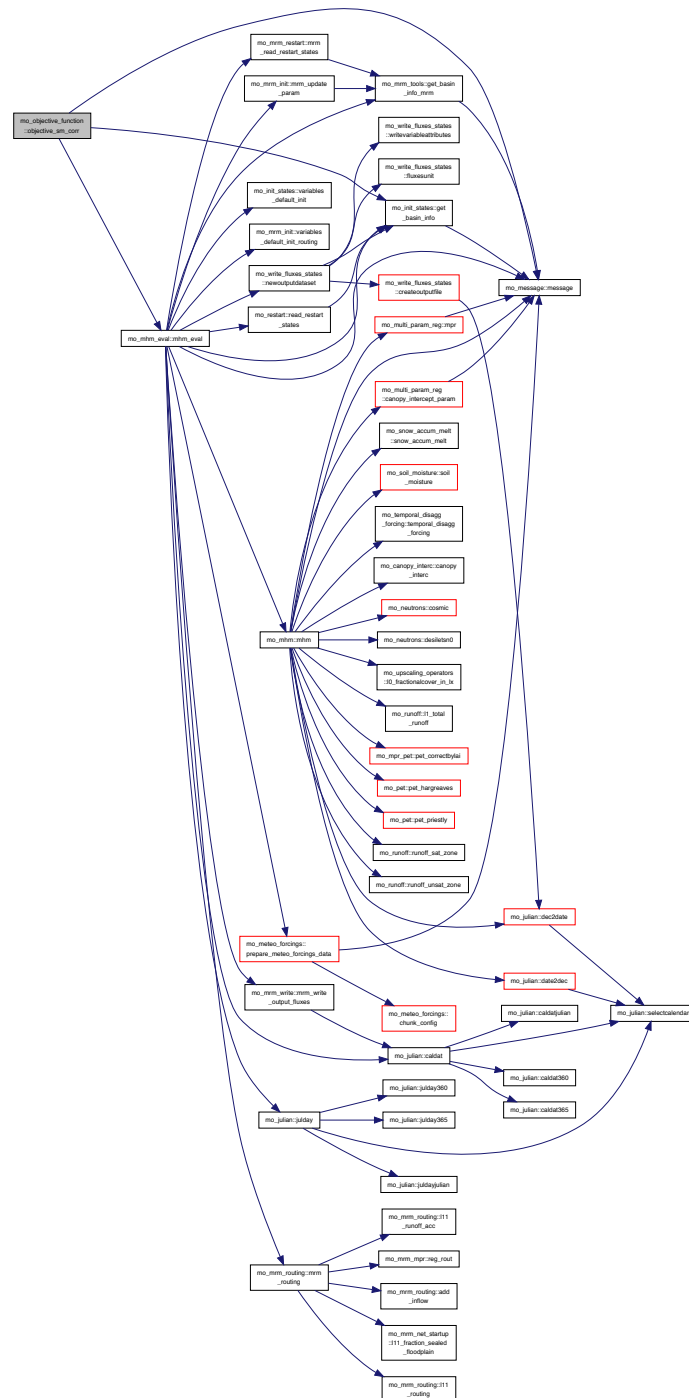 mo_mrm_restart::mrm
_read_restart_states
mo_mrm_init::mrm_update
_param
mo_mrm_tools::get_basin
_info_mrm
mo_objective_function
::objective_sm_corr
mo_write_fluxes_states
::writevariableattributes
mo_write_fluxes_states
::fluxesunit
mo_init_states::variables
_default_init
mo_init_states::get
_basin_info
mo_mrm_init::variables
_default_init_routing
mo_write_fluxes_states
::newoutputdataset
mo_write_fluxes_states
::createoutputfile
mo_message::message
mo_restart::read_restart
_states
mo_multi_param_reg::mpr
mo_mhm_eval::mhm_eval
mo_multi_param_reg
::canopy_intercept_param
mo_snow_accum_melt
::snow_accum_melt
mo_soil_moisture::soil
_moisture
mo_temporal_disagg
_forcing::temporal_disagg
_forcing
mo_canopy_interc::canopy
_interc
mo_neutrons::cosmic
mo_mhm::mhm
mo_neutrons::desiletsn0
mo_upscaling_operators
::l0_fractionalcover_in_lx
mo_runoff::l1_total
_runoff
mo_mpr_pet::pet_correctbylai
mo_pet::pet_hargreaves
mo_pet::pet_priestly
mo_runoff::runoff_sat_zone
mo_runoff::runoff_unsat_zone
mo_julian::dec2date
mo_meteo_forcings::
prepare_meteo_forcings_data
mo_julian::date2dec
mo_mrm_write::mrm_write
_output_fluxes
mo_meteo_forcings::
chunk_config
mo_julian::caldatjulian
mo_julian::selectcalendar
mo_julian::caldat
mo_julian::caldat360
mo_julian::julday360
mo_julian::caldat365
mo_julian::julday
mo_julian::julday365
mo_julian::juldayjulian
mo_mrm_routing::l11
_runoff_acc
mo_mrm_mpr::reg_rout
mo_mrm_routing::mrm
_routing
mo_mrm_routing::add
_inflow
mo_mrm_net_startup
::l11_fraction_sealed
_floodplain
mo_mrm_routing::l11
_routing